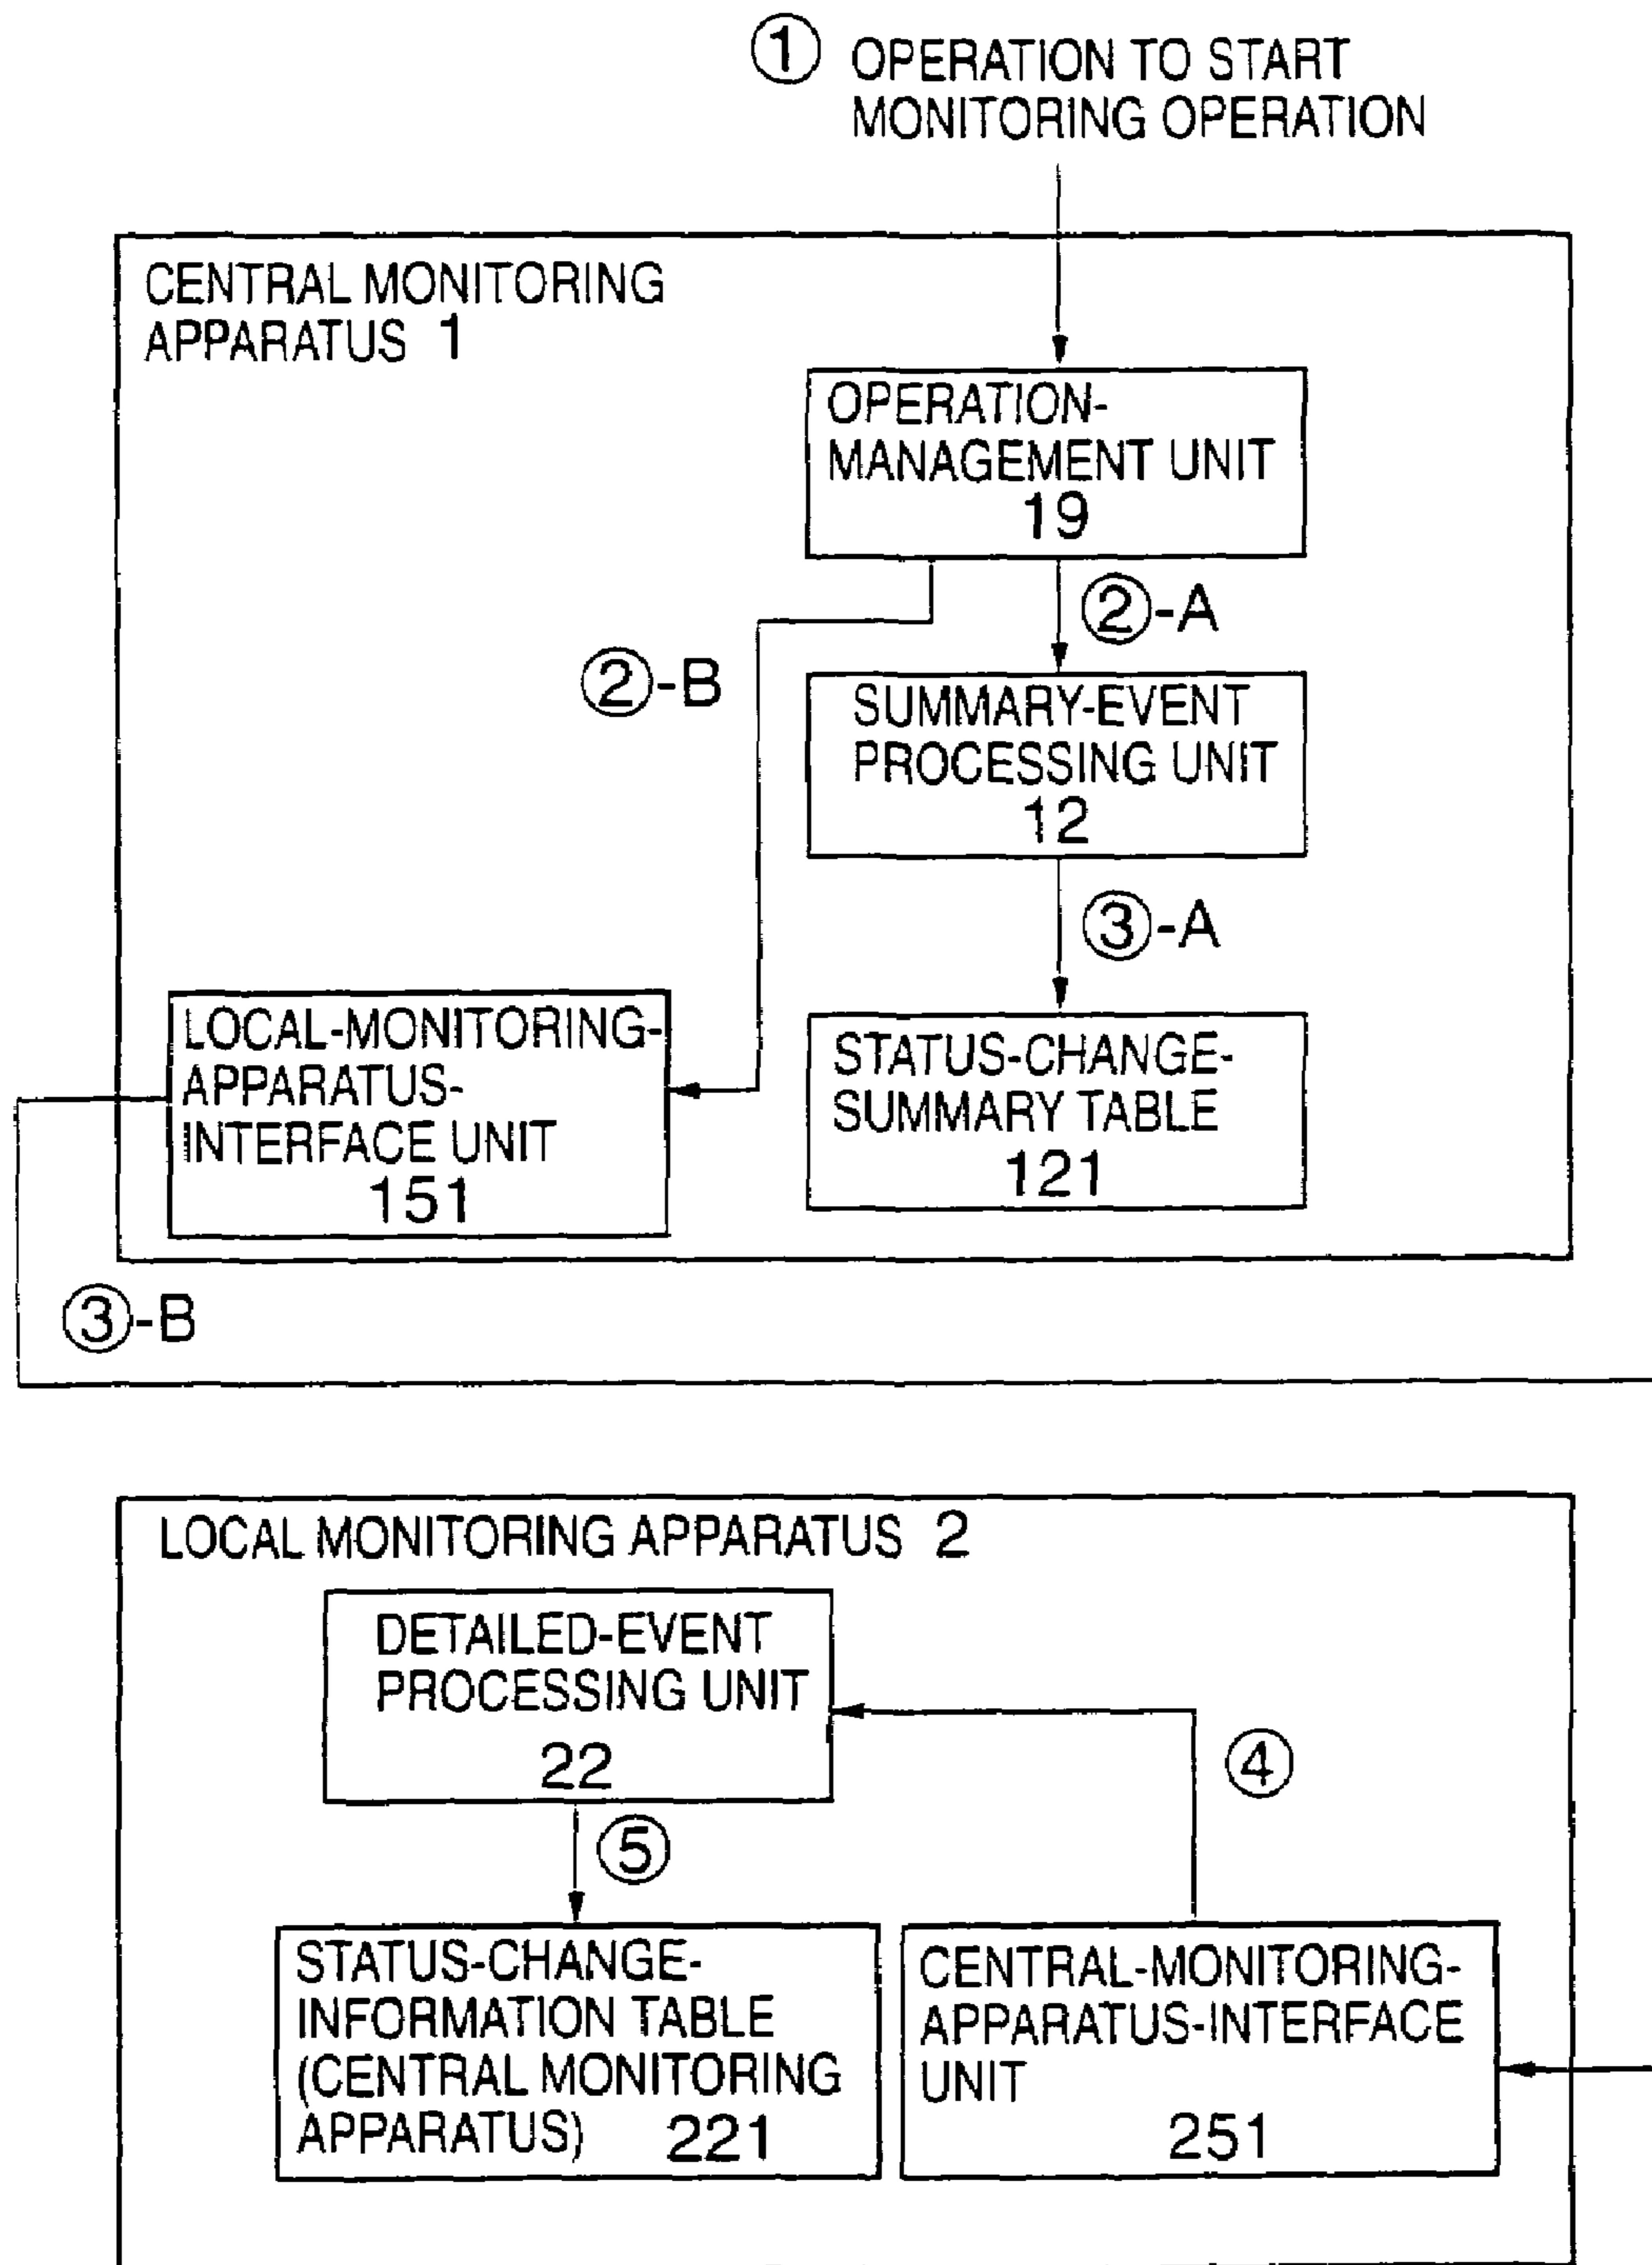 ① OPERATION TO START
MONITORING OPERATION
CENTRAL MONITORING
APPARATUS 1
OPERATION-
MANAGEMENT UNIT
19
②-A
②-B
SUMMARY-EVENT
PROCESSING UNIT
12
③-A
LOCAL-MONITORING-
APPARATUS-
INTERFACE UNIT
151
STATUS-CHANGE-
SUMMARY TABLE
121
③-B
LOCAL MONITORING APPARATUS 2
DETAILED-EVENT
PROCESSING UNIT
22
④
⑤
STATUS-CHANGE-
INFORMATION TABLE
(CENTRAL MONITORING
APPARATUS) 221
CENTRAL-MONITORING-
APPARATUS-INTERFACE
UNIT
251